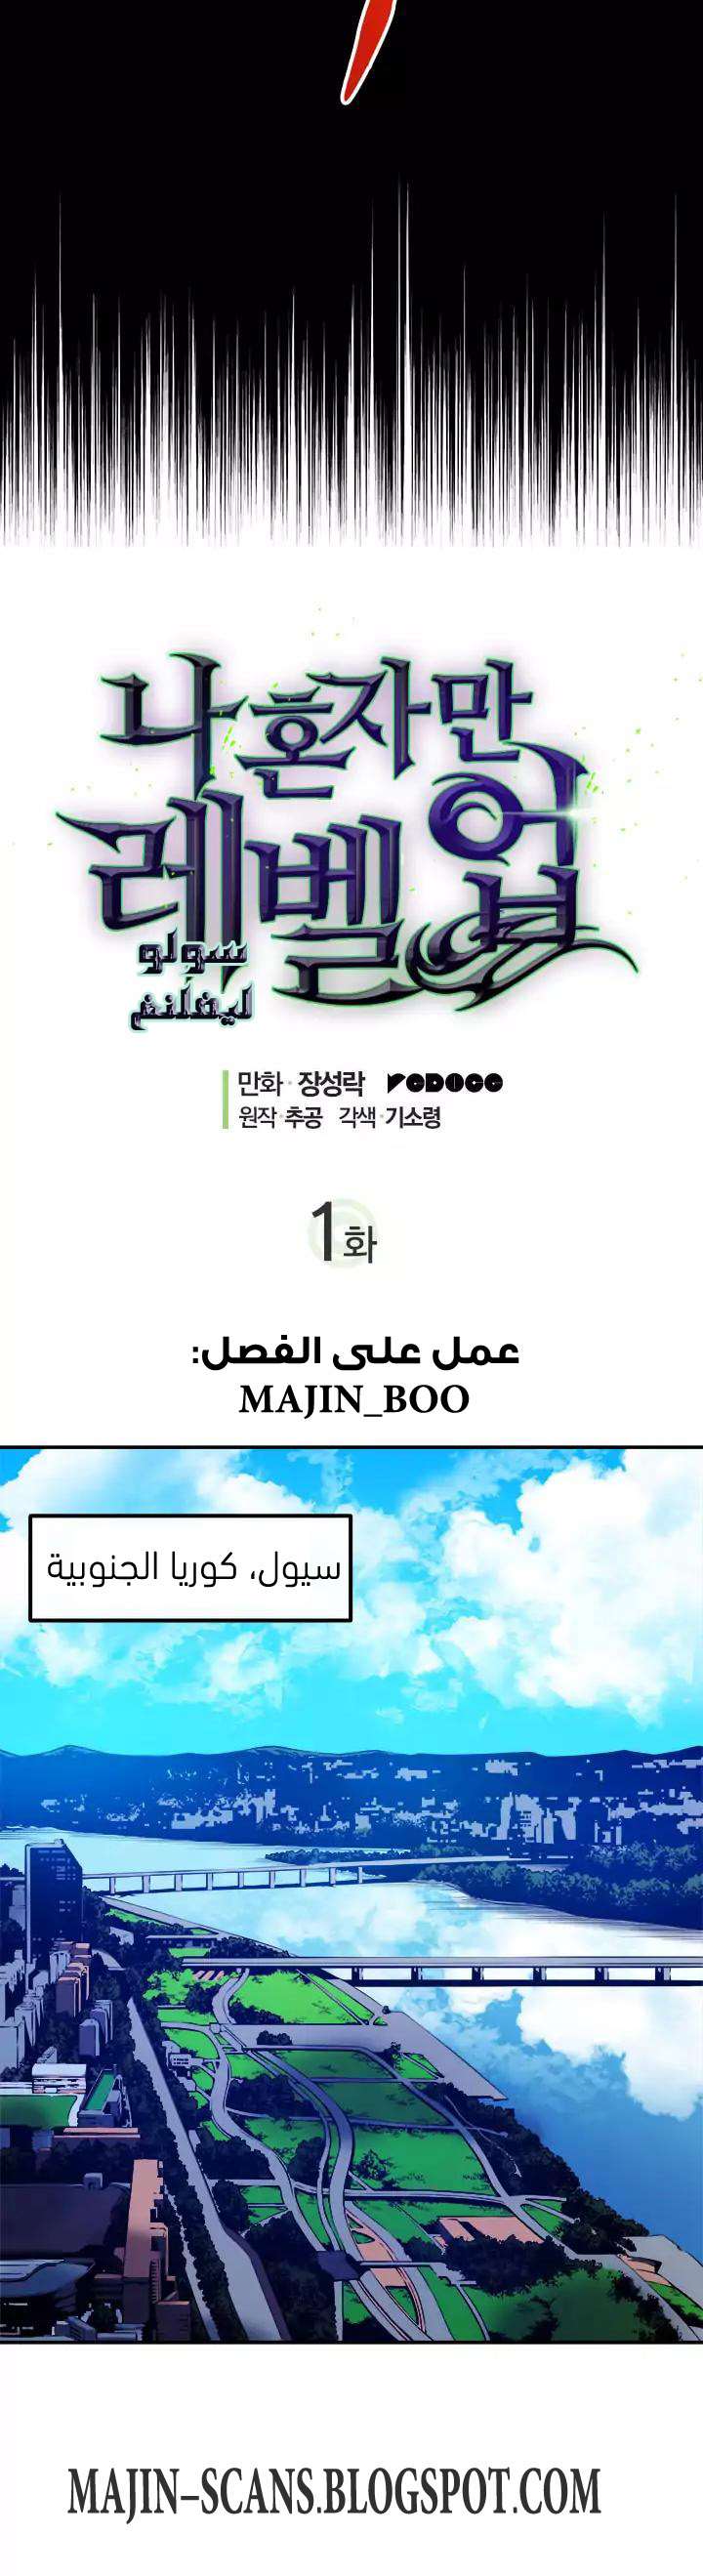 나 혼자만
레벨업
سولو
ليفلنغ
만화·장성락 REDICE
원작·추공 각색·기소령
1화
عمل على الفصل:
MAJIN_BOO
سيول، كوريا الجنوبية
MAJIN-SCANS.BLOGSPOT.COM